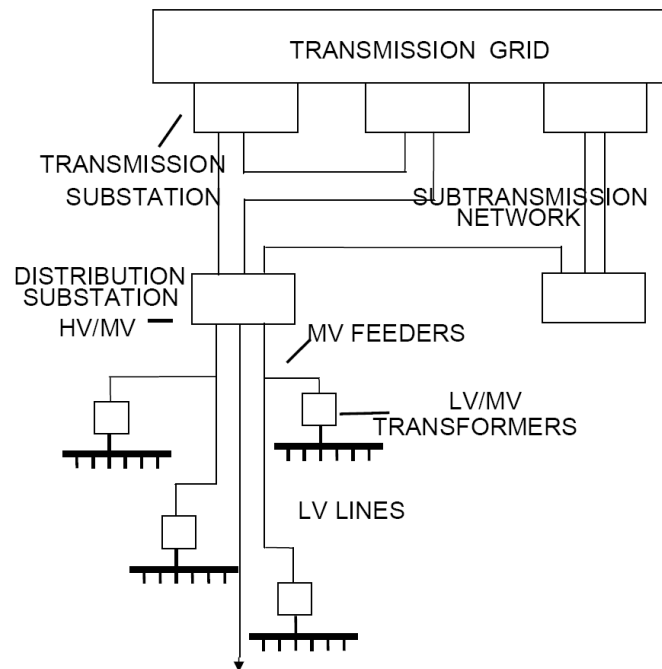 TRANSMISSION GRID
TRANSMISSION
SUBSTATION
SUBTRANSMISSION
NETWORK
DISTRIBUTION
SUBSTATION
HV/MV
MV FEEDERS
LV/MV
TRANSFORMERS
LV LINES